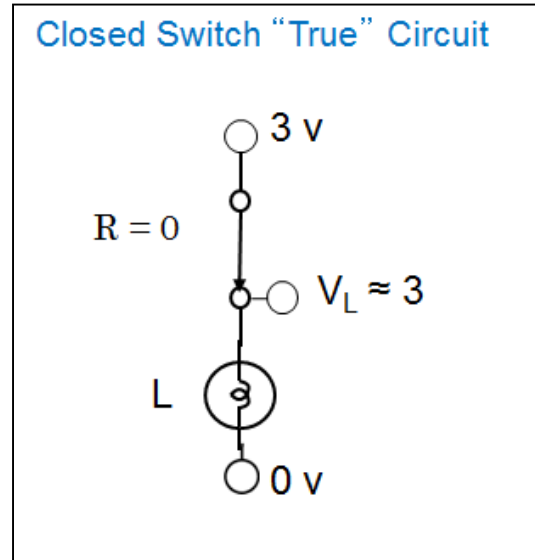 Closed Switch “True” Circuit
3 v
R = 0
V_L ≈ 3
L
0 v